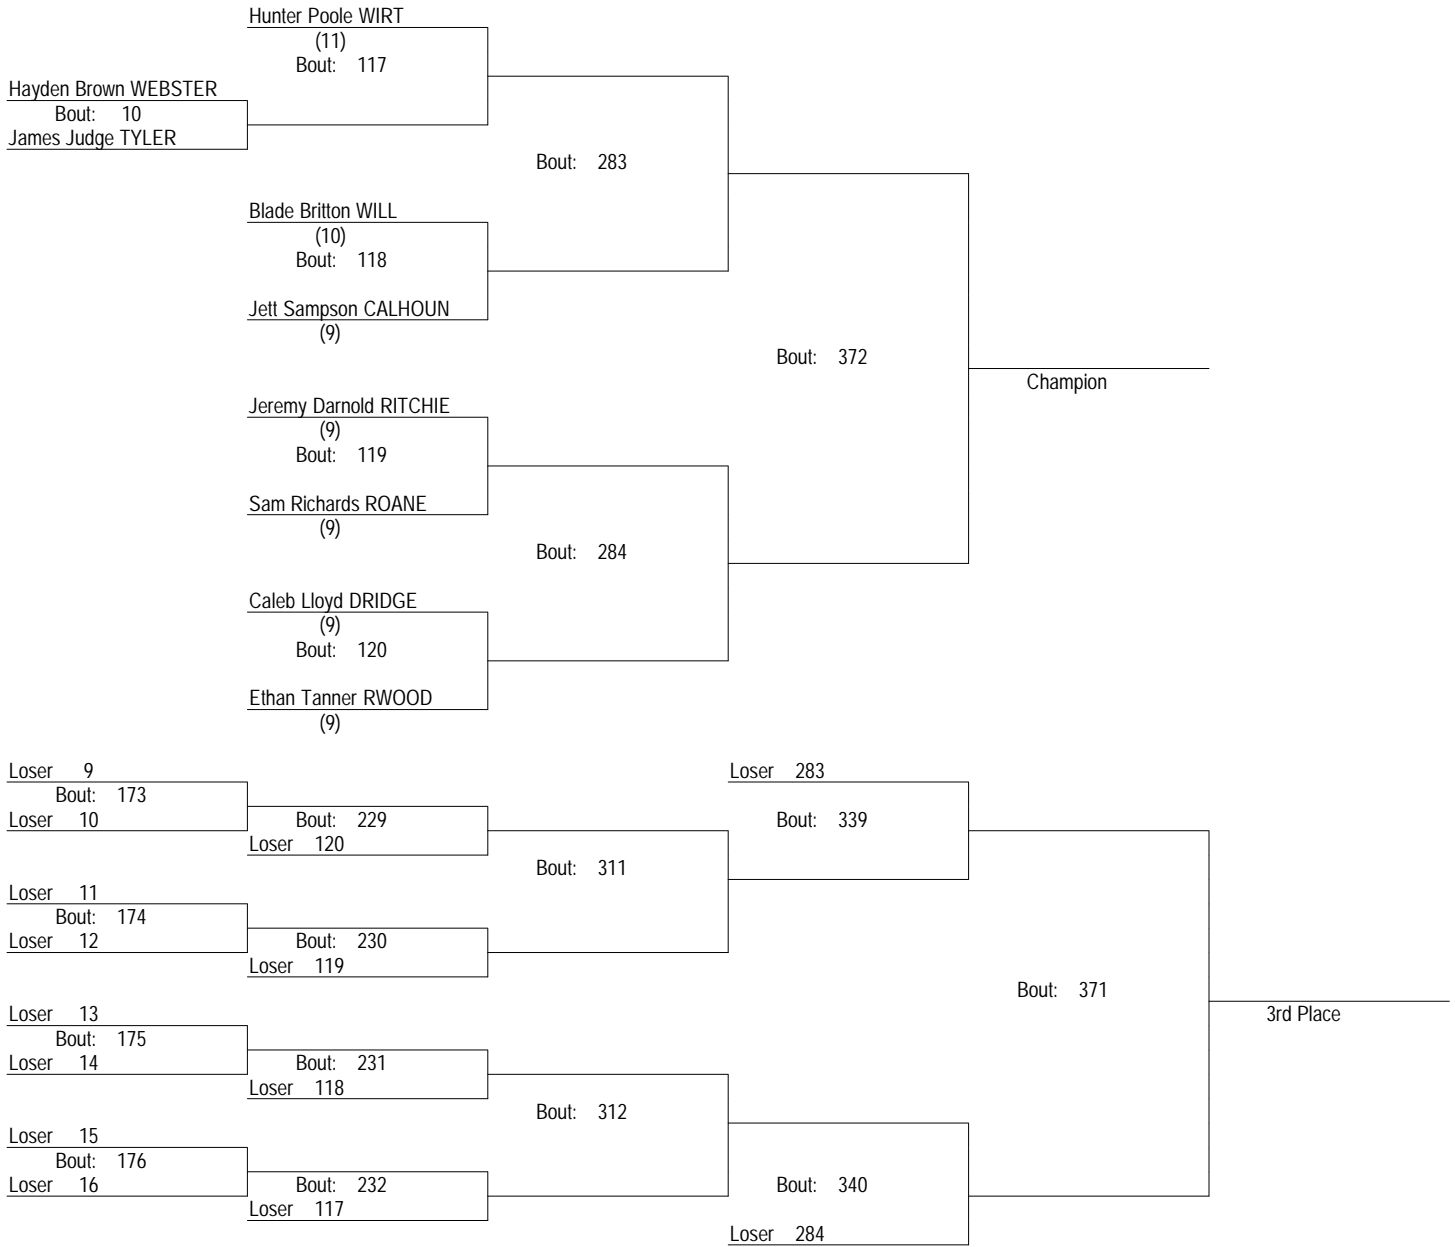 Hunter Poole WIRT
(11)
Bout: 117
Hayden Brown WEBSTER
Bout: 10
James Judge TYLER
Bout: 283
Blade Britton WILL
(10)
Bout: 118
Jett Sampson CALHOUN
(9)
Bout: 372
Champion
Jeremy Darnold RITCHIE
(9)
Bout: 119
Sam Richards ROANE
(9)
Bout: 284
Caleb Lloyd DRIDGE
(9)
Bout: 120
Ethan Tanner RWOOD
(9)
Loser 9
Bout: 173
Loser 10
Bout: 229
Loser 120
Loser 283
Bout: 339
Bout: 311
Loser 11
Bout: 174
Loser 12
Bout: 230
Loser 119
Bout: 371
3rd Place
Loser 13
Bout: 175
Loser 14
Bout: 231
Loser 118
Bout: 312
Loser 15
Bout: 176
Loser 16
Bout: 232
Loser 117
Bout: 340
Loser 284